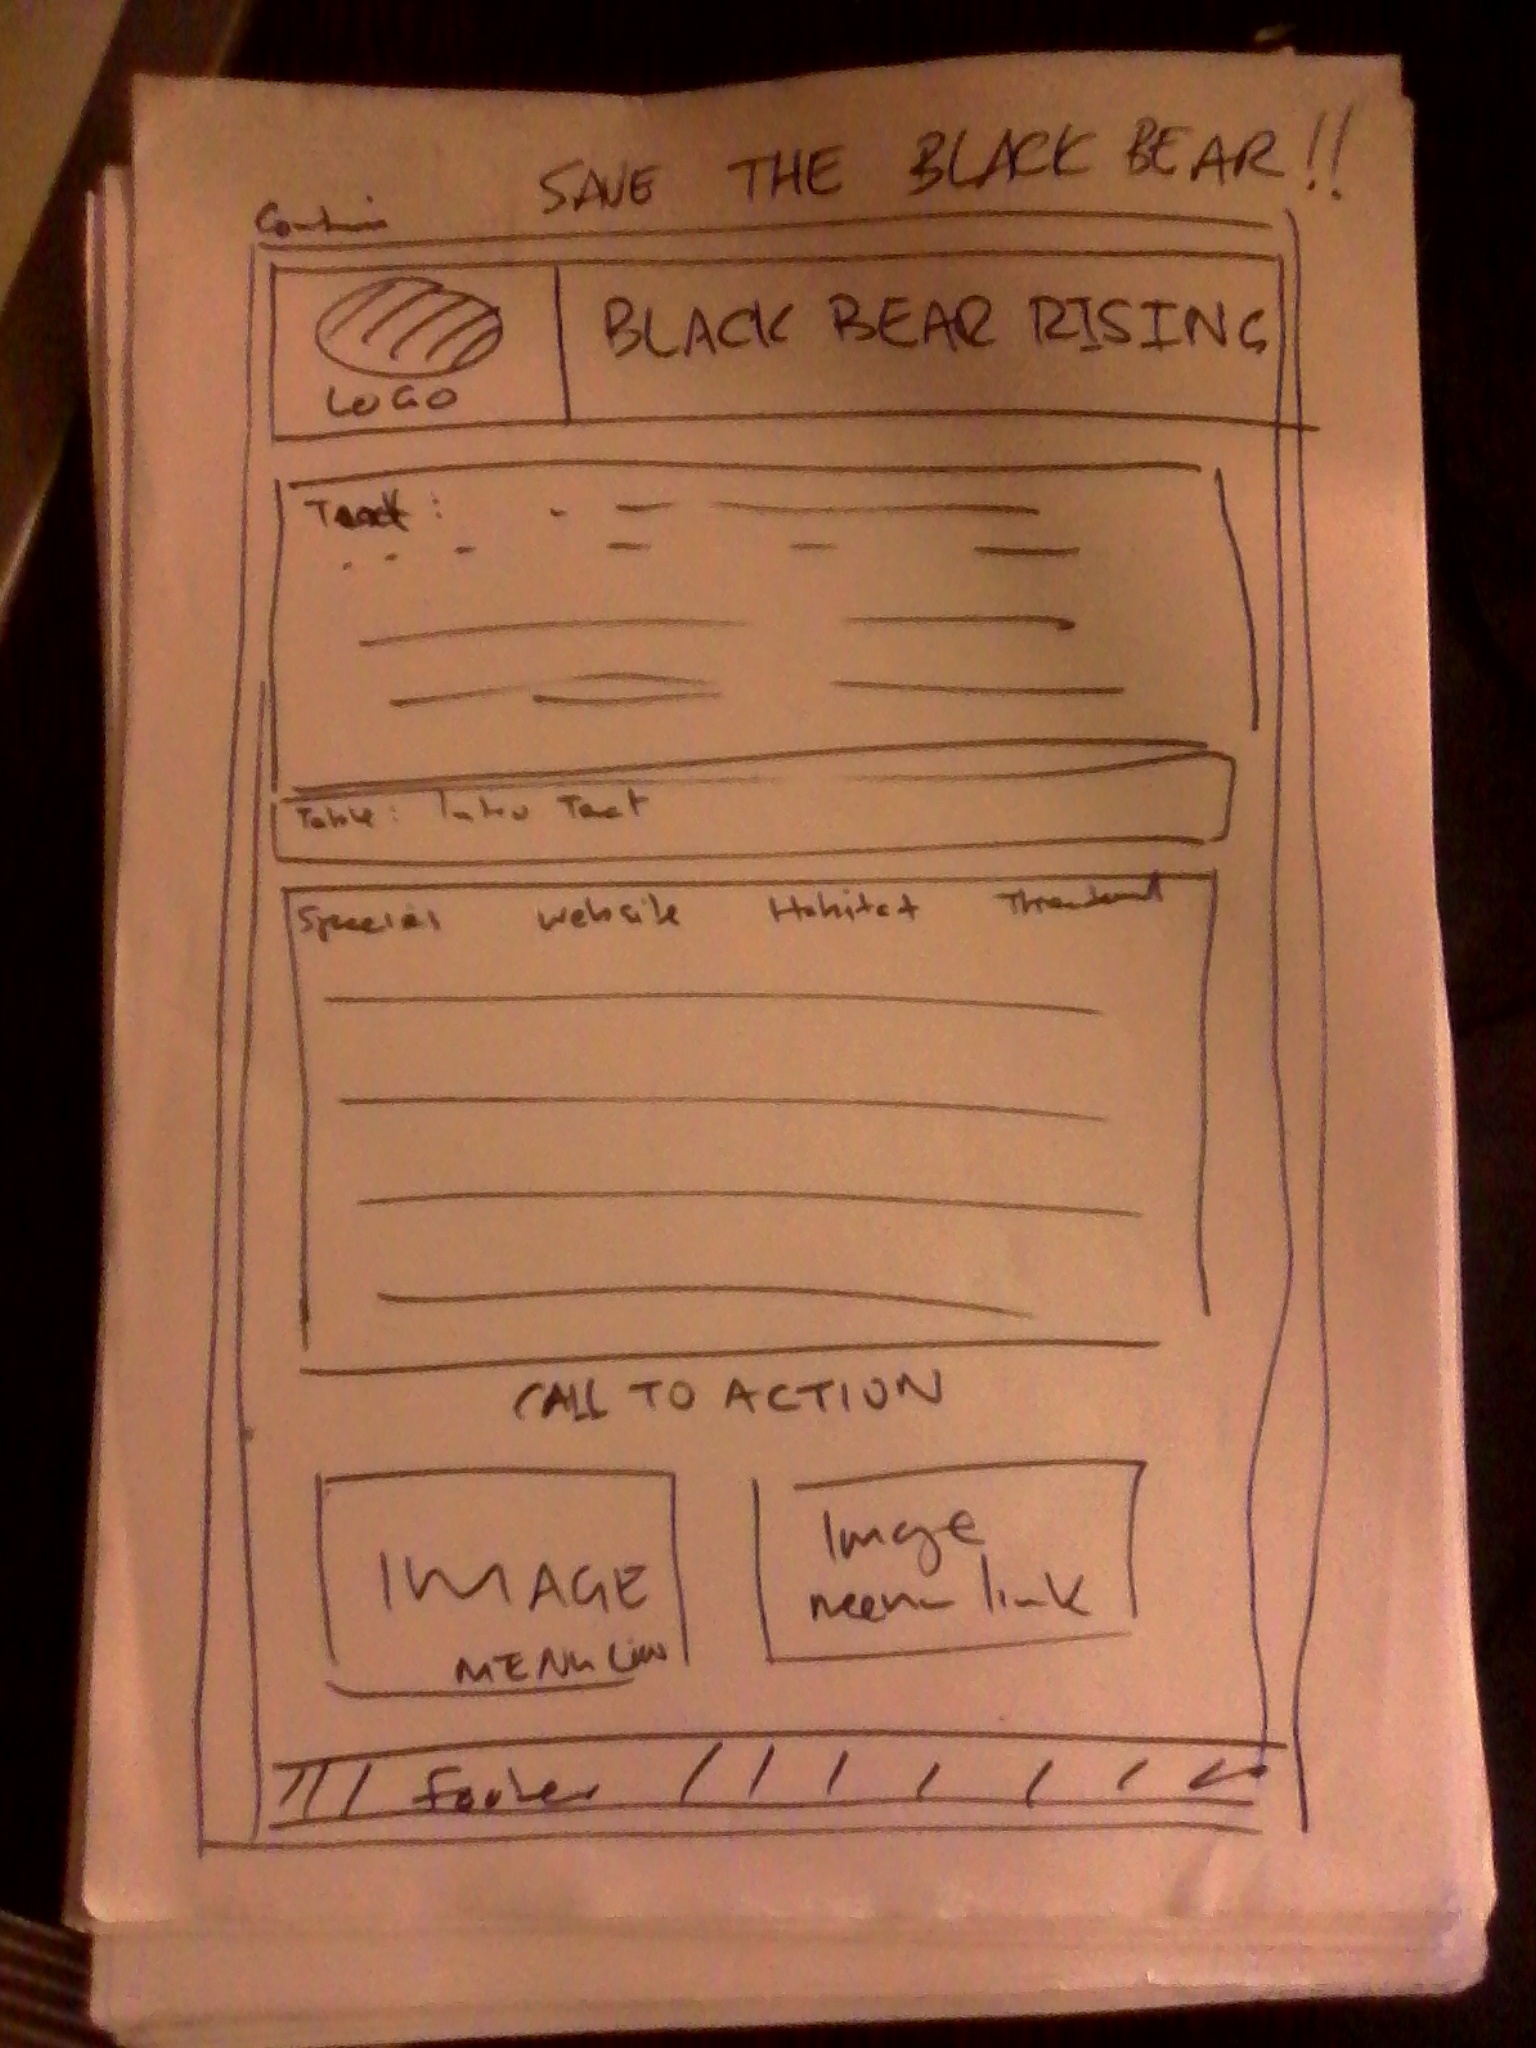 SAVE THE BLACK BEAR!!
BLACK BEAR RISING
LOGO
Text:
Table: Intro Text
Species Website Habitat Threatened
CALL TO ACTION
IMAGE
MENU Link
Image
menu link
footer